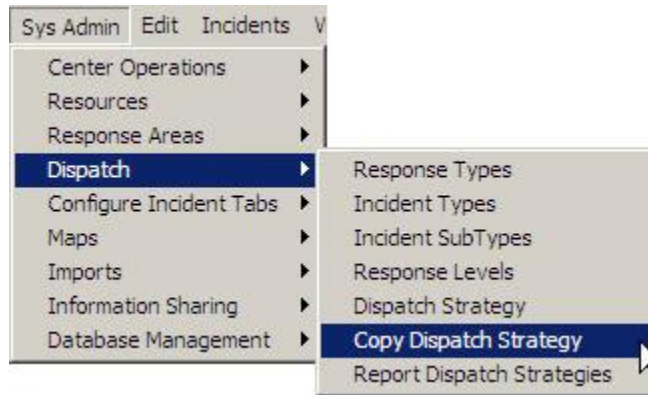 Sys Admin Edit Incidents
Center Operations
Resources
Response Areas
Dispatch
Configure Incident Tabs
Maps
Imports
Information Sharing
Database Management
Response Types
Incident Types
Incident SubTypes
Response Levels
Dispatch Strategy
Copy Dispatch Strategy
Report Dispatch Strategies